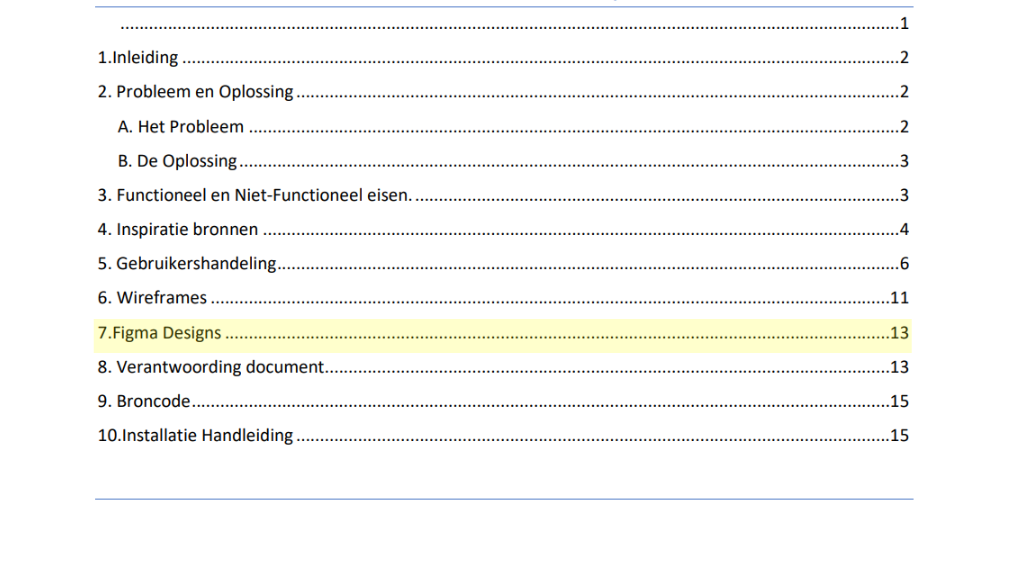 ........................................................................................................................1
1.Inleiding ........................................................................................................................2
2. Probleem en Oplossing ........................................................................................................................2
A. Het Probleem ........................................................................................................................2
B. De Oplossing ........................................................................................................................3
3. Functioneel en Niet-Functioneel eisen. ........................................................................................................................3
4. Inspiratie bronnen ........................................................................................................................4
5. Gebruikershandeling ........................................................................................................................6
6. Wireframes ........................................................................................................................11
7.Figma Designs ........................................................................................................................13
8. Verantwoording document ........................................................................................................................13
9. Broncode ........................................................................................................................15
10.Installatie Handleiding ........................................................................................................................15